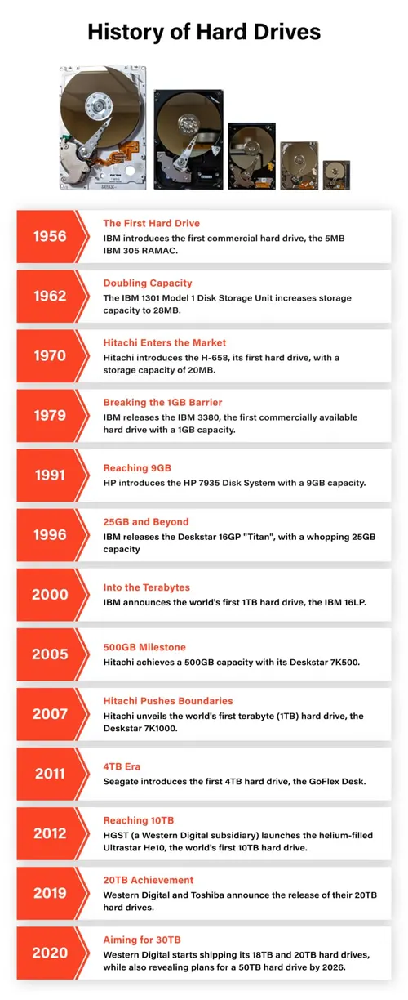 History of Hard Drives
1956
The First Hard Drive
IBM introduces the first commercial hard drive, the 5MB
IBM 305 RAMAC.
1962
Doubling Capacity
The IBM 1301 Model 1 Disk Storage Unit increases storage
capacity to 28MB.
1970
Hitachi Enters the Market
Hitachi introduces the H-658, its first hard drive, with a
storage capacity of 20MB.
1979
Breaking the 1GB Barrier
IBM releases the IBM 3380, the first commercially available
hard drive with a 1GB capacity.
1991
Reaching 9GB
HP introduces the HP 7935 Disk System with a 9GB capacity.
1996
25GB and Beyond
IBM releases the Deskstar 16GP "Titan", with a whopping 25GB
capacity
2000
Into the Terabytes
IBM announces the world's first 1TB hard drive, the IBM 16LP.
2005
500GB Milestone
Hitachi achieves a 500GB capacity with its Deskstar 7K500.
2007
Hitachi Pushes Boundaries
Hitachi unveils the world's first terabyte (1TB) hard drive, the
Deskstar 7K1000.
2011
4TB Era
Seagate introduces the first 4TB hard drive, the GoFlex Desk.
2012
Reaching 10TB
HGST (a Western Digital subsidiary) launches the helium-filled
Ultrastar He10, the world's first 10TB hard drive.
2019
20TB Achievement
Western Digital and Toshiba announce the release of their 20TB
hard drives.
2020
Aiming for 30TB
Western Digital starts shipping its 18TB and 20TB hard drives,
while also revealing plans for a 50TB hard drive by 2026.